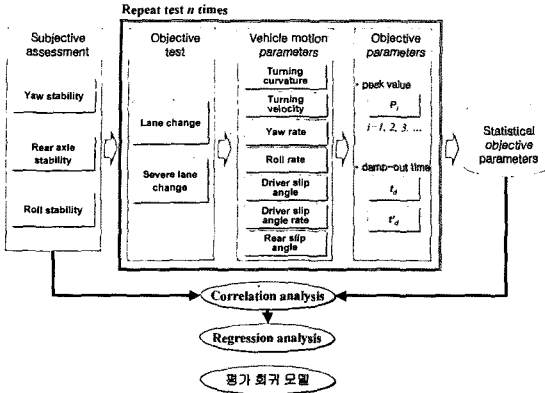 Repeat test n times
Subjective
assessment
Yaw stability
Rear axle
stability
Roll stability
Objective
test
Lane change
Severe lane
change
Vehicle motion
parameters
Turning
curvature
Turning
velocity
Yaw rate
Roll rate
Driver slip
angle
Driver slip
angle rate
Rear slip
angle
Objective
parameters
· peak value
P_i
i=1, 2, 3, ...
· damp-out time
t_d
t'_d
Statistical
objective
parameters
Correlation analysis
Regression analysis
평가 회귀 모델